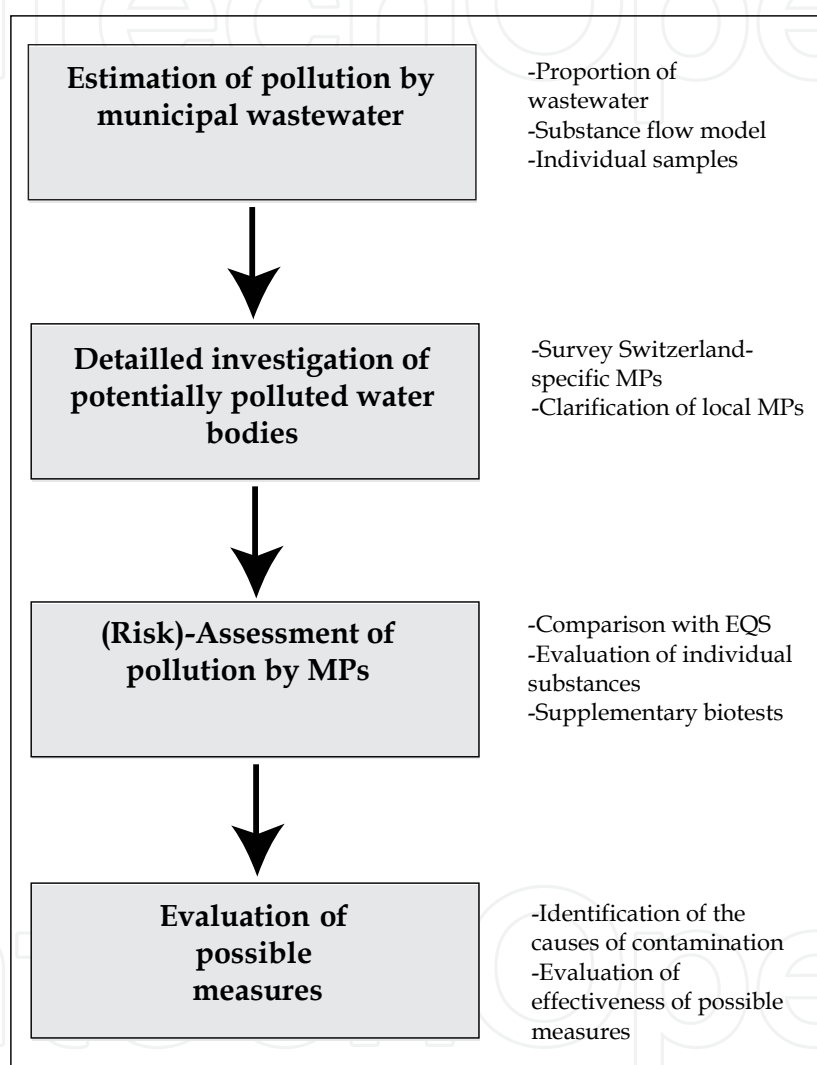 Estimation of pollution by
municipal wastewater
-Proportion of
wastewater
-Substance flow model
-Individual samples
Detailled investigation of
potentially polluted water
bodies
-Survey Switzerland-
specific MPs
-Clarification of local MPs
(Risk)-Assessment of
pollution by MPs
-Comparison with EQS
-Evaluation of individual
substances
-Supplementary biotests
Evaluation of
possible
measures
-Identification of the
causes of contamination
-Evaluation of
effectiveness of possible
measures